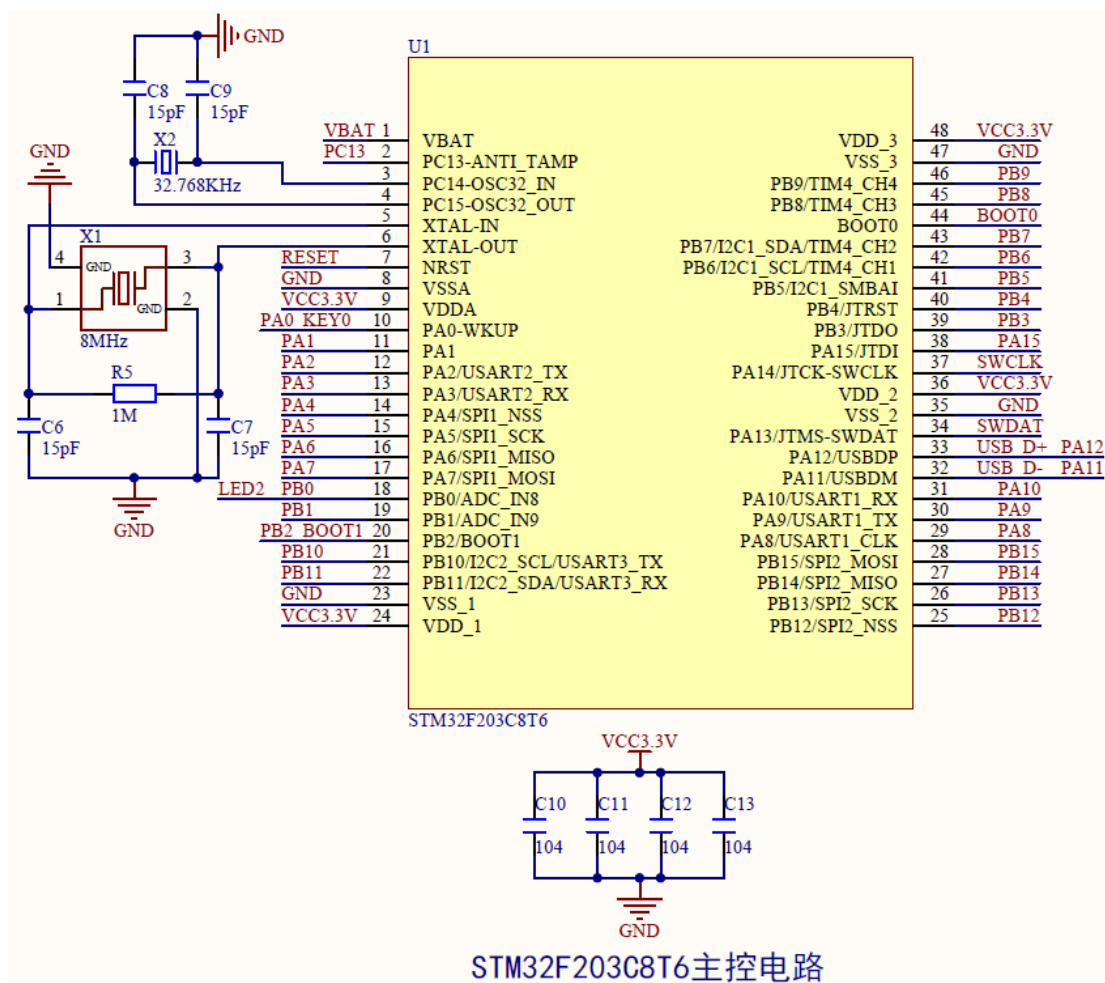 GND
C8
15pF
C9
15pF
X2
32.768KHz
GND
X1
8MHz
4
GND
3
1
GND
2
R5
1M
C6
15pF
C7
15pF
GND
U1
VBAT 1 VBAT
PC13 2 PC13-ANTI_TAMP
3 PC14-OSC32_IN
4 PC15-OSC32_OUT
5 XTAL-IN
6 XTAL-OUT
RESET 7 NRST
GND 8 VSSA
VCC3.3V 9 VDDA
PA0 KEY0 10 PA0-WKUP
PA1 11 PA1
PA2 12 PA2/USART2_TX
PA3 13 PA3/USART2_RX
PA4 14 PA4/SPI1_NSS
PA5 15 PA5/SPI1_SCK
PA6 16 PA6/SPI1_MISO
PA7 17 PA7/SPI1_MOSI
LED2 PB0 18 PB0/ADC_IN8
PB1 19 PB1/ADC_IN9
PB2 BOOT1 20 PB2/BOOT1
PB10 21 PB10/I2C2_SCL/USART3_TX
PB11 22 PB11/I2C2_SDA/USART3_RX
GND 23 VSS_1
VCC3.3V 24 VDD_1
VDD_3 48 VCC3.3V
VSS_3 47 GND
PB9/TIM4_CH4 46 PB9
PB8/TIM4_CH3 45 PB8
BOOT0 44 BOOT0
PB7/I2C1_SDA/TIM4_CH2 43 PB7
PB6/I2C1_SCL/TIM4_CH1 42 PB6
PB5/I2C1_SMBAI 41 PB5
PB4/JTRST 40 PB4
PB3/JTDO 39 PB3
PA15/JTDI 38 PA15
PA14/JTCK-SWCLK 37 SWCLK
VDD_2 36 VCC3.3V
VSS_2 35 GND
PA13/JTMS-SWDAT 34 SWDAT
PA12/USBDP 33 USB D+ PA12
PA11/USBDM 32 USB D- PA11
PA10/USART1_RX 31 PA10
PA9/USART1_TX 30 PA9
PA8/USART1_CLK 29 PA8
PB15/SPI2_MOSI 28 PB15
PB14/SPI2_MISO 27 PB14
PB13/SPI2_SCK 26 PB13
PB12/SPI2_NSS 25 PB12
STM32F203C8T6
VCC3.3V
C10
104
C11
104
C12
104
C13
104
GND
STM32F203C8T6主控电路